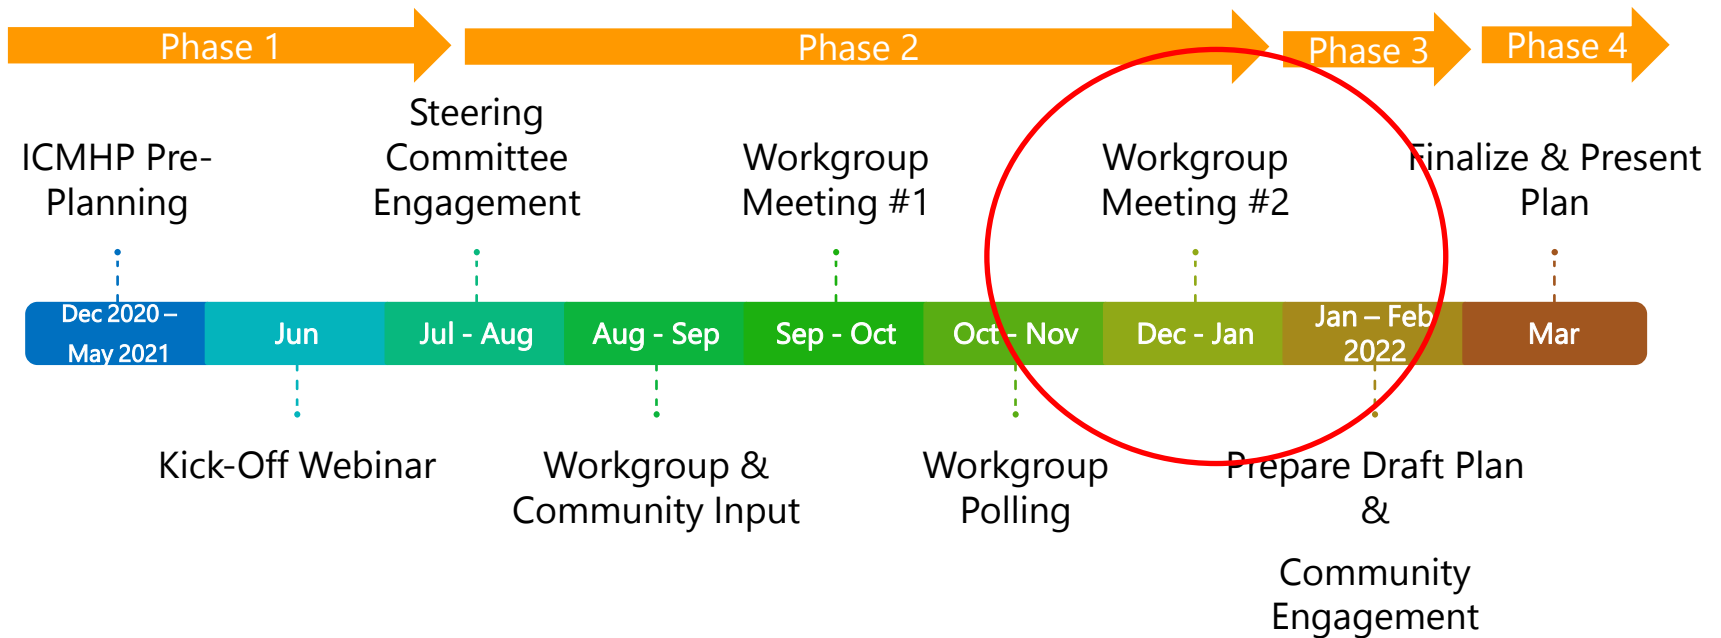 Phase 1
Phase 2
Phase 3
Phase 4
ICMHP Pre-
Planning
Steering
Committee
Engagement
Workgroup
Meeting #1
Workgroup
Meeting #2
Finalize & Present
Plan
Dec 2020 –
May 2021
Jun
Jul - Aug
Aug - Sep
Sep - Oct
Oct - Nov
Dec - Jan
Jan – Feb
2022
Mar
Kick-Off Webinar
Workgroup &
Community Input
Workgroup
Polling
Prepare Draft Plan
&
Community
Engagement